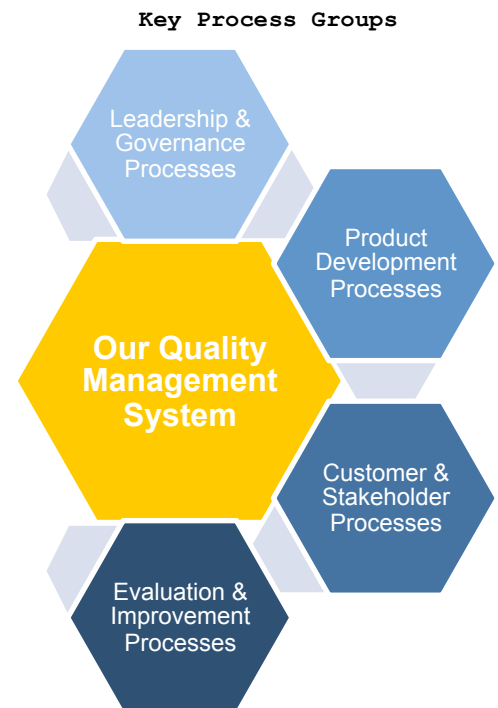 Key Process Groups
Leadership &
Governance
Processes
Product
Development
Processes
Our Quality
Management
System
Customer &
Stakeholder
Processes
Evaluation &
Improvement
Processes